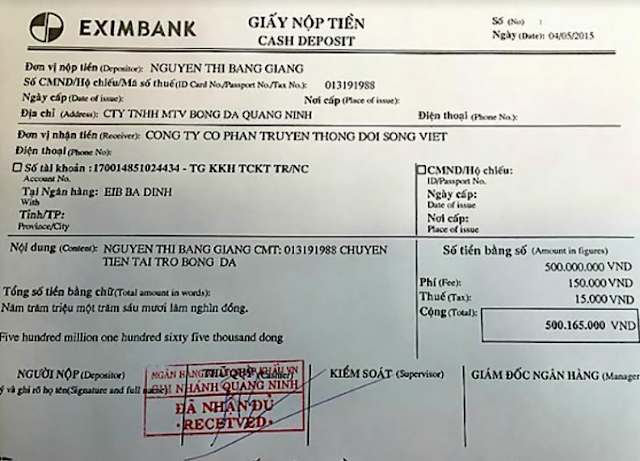 EXIMBANK
GIẤY NỘP TIỀN
CASH DEPOSIT
Số (No) :
Ngày (Date): 04/05/2015
Đơn vị nộp tiền (Depositor): NGUYEN THI BANG GIANG
Số CMND/Hộ chiếu/Mã số thuế (ID Card No./Passport No./Tax No.): 013191988
Ngày cấp (Date of issue): Nơi cấp (Place of issue):
Địa chỉ (Address): CTY TNHH MTV BONG DA QUANG NINH Điện thoại (Phone No.):
Đơn vị nhận tiền (Receiver): CONG TY CO PHAN TRUYEN THONG DOI SONG VIET
Điện thoại (Phone No):
Số tài khoản : 170014851024434 - TG KKH TCKT TR/NC
Account No.
Tại Ngân hàng: EIB BA DINH
With
Tỉnh/TP:
Province/City
CMND/Hộ chiếu:
ID/Passport No.
Ngày cấp:
Date of issue
Nơi cấp:
Place of issue
Nội dung (Content): NGUYEN THI BANG GIANG CMT: 013191988 CHUYEN
TIEN TAI TRO BONG DA
Tổng số tiền bằng chữ (Total amount in words):
Năm trăm triệu một trăm sáu mươi lăm nghìn đồng.
Five hundred million one hundred sixty five thousand dong
Số tiền bằng số (Amount in figures)
500.000.000 VND
Phí (Fee): 150.000 VND
Thuế (Tax): 15.000 VND
Cộng (Total): 500.165.000 VND
NGƯỜI NỘP (Depositor)
ý và ghi rõ họ tên (Signature and full name)
THỦ QUỸ (Cashier)
KIỂM SOÁT (Supervisor)
GIÁM ĐỐC NGÂN HÀNG (Manager
CHI NHÁNH QUẢNG NINH
ĐÃ NHẬN ĐỦ
RECEIVED